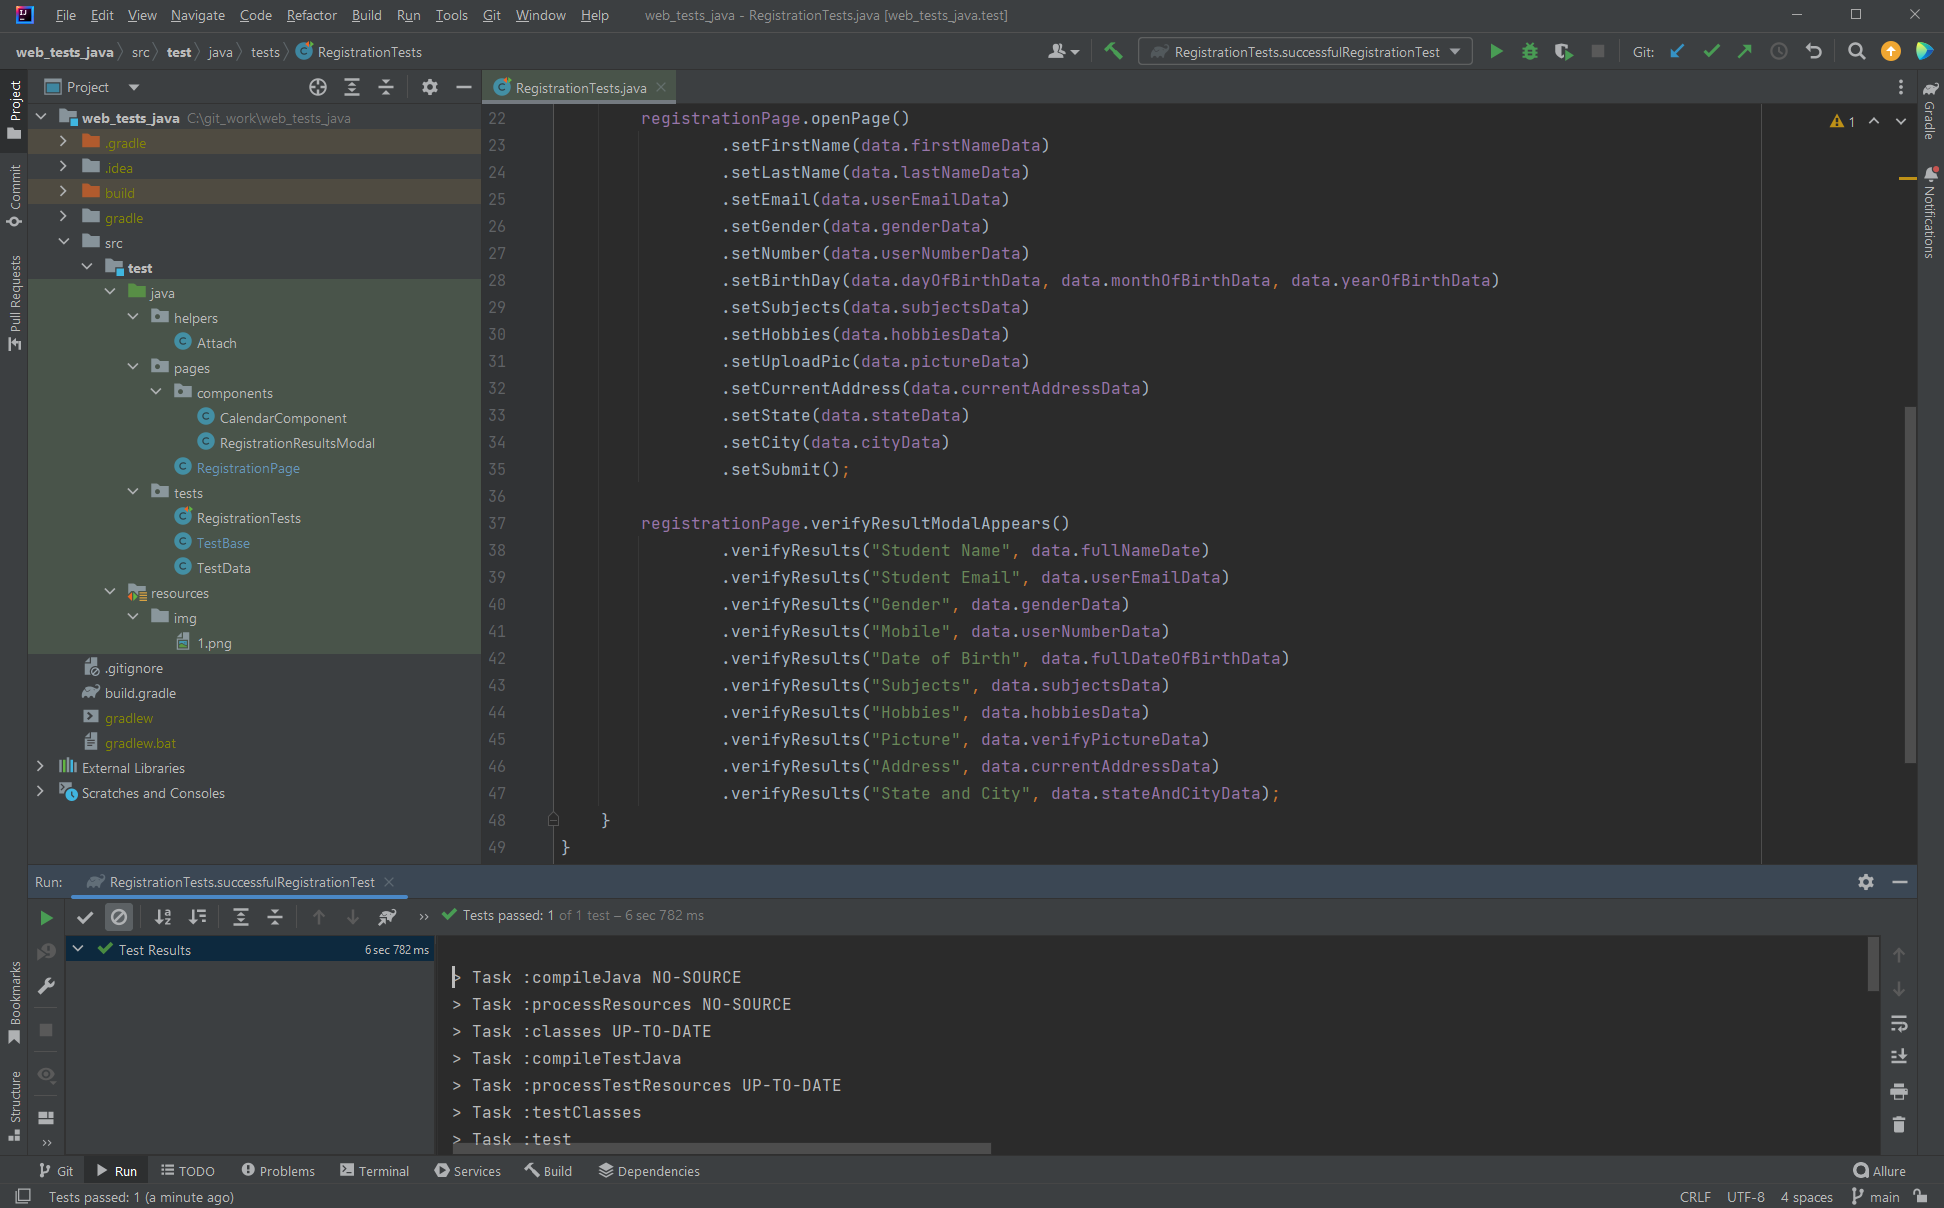 File Edit View Navigate Code Refactor Build Run Tools Git Window Help web_tests_java - RegistrationTests.java [web_tests_java.test]
web_tests_java src test java tests RegistrationTests RegistrationTests.successfulRegistrationTest Git:
Project
Commit
Pull Requests
Bookmarks
Structure
Project
web_tests_java C:\git_work\web_tests_java
.gradle
.idea
build
gradle
src
test
java
helpers
Attach
pages
components
CalendarComponent
RegistrationResultsModal
RegistrationPage
tests
RegistrationTests
TestBase
TestData
resources
img
1.png
.gitignore
build.gradle
gradlew
gradlew.bat
External Libraries
Scratches and Consoles
RegistrationTests.java
1
22 registrationPage.openPage()
23 .setFirstName(data.firstNameData)
24 .setLastName(data.lastNameData)
25 .setEmail(data.userEmailData)
26 .setGender(data.genderData)
27 .setNumber(data.userNumberData)
28 .setBirthDay(data.dayOfBirthData, data.monthOfBirthData, data.yearOfBirthData)
29 .setSubjects(data.subjectsData)
30 .setHobbies(data.hobbiesData)
31 .setUploadPic(data.pictureData)
32 .setCurrentAddress(data.currentAddressData)
33 .setState(data.stateData)
34 .setCity(data.cityData)
35 .setSubmit();
36
37 registrationPage.verifyResultModalAppears()
38 .verifyResults("Student Name", data.fullNameDate)
39 .verifyResults("Student Email", data.userEmailData)
40 .verifyResults("Gender", data.genderData)
41 .verifyResults("Mobile", data.userNumberData)
42 .verifyResults("Date of Birth", data.fullDateOfBirthData)
43 .verifyResults("Subjects", data.subjectsData)
44 .verifyResults("Hobbies", data.hobbiesData)
45 .verifyResults("Picture", data.verifyPictureData)
46 .verifyResults("Address", data.currentAddressData)
47 .verifyResults("State and City", data.stateAndCityData);
48 }
49 }
Gradle
Notifications
Run: RegistrationTests.successfulRegistrationTest
Tests passed: 1 of 1 test – 6 sec 782 ms
Test Results 6 sec 782 ms
> Task :compileJava NO-SOURCE
> Task :processResources NO-SOURCE
> Task :classes UP-TO-DATE
> Task :compileTestJava
> Task :processTestResources UP-TO-DATE
> Task :testClasses
> Task :test
Git Run TODO Problems Terminal Services Build Dependencies Allure
Tests passed: 1 (a minute ago) CRLF UTF-8 4 spaces main